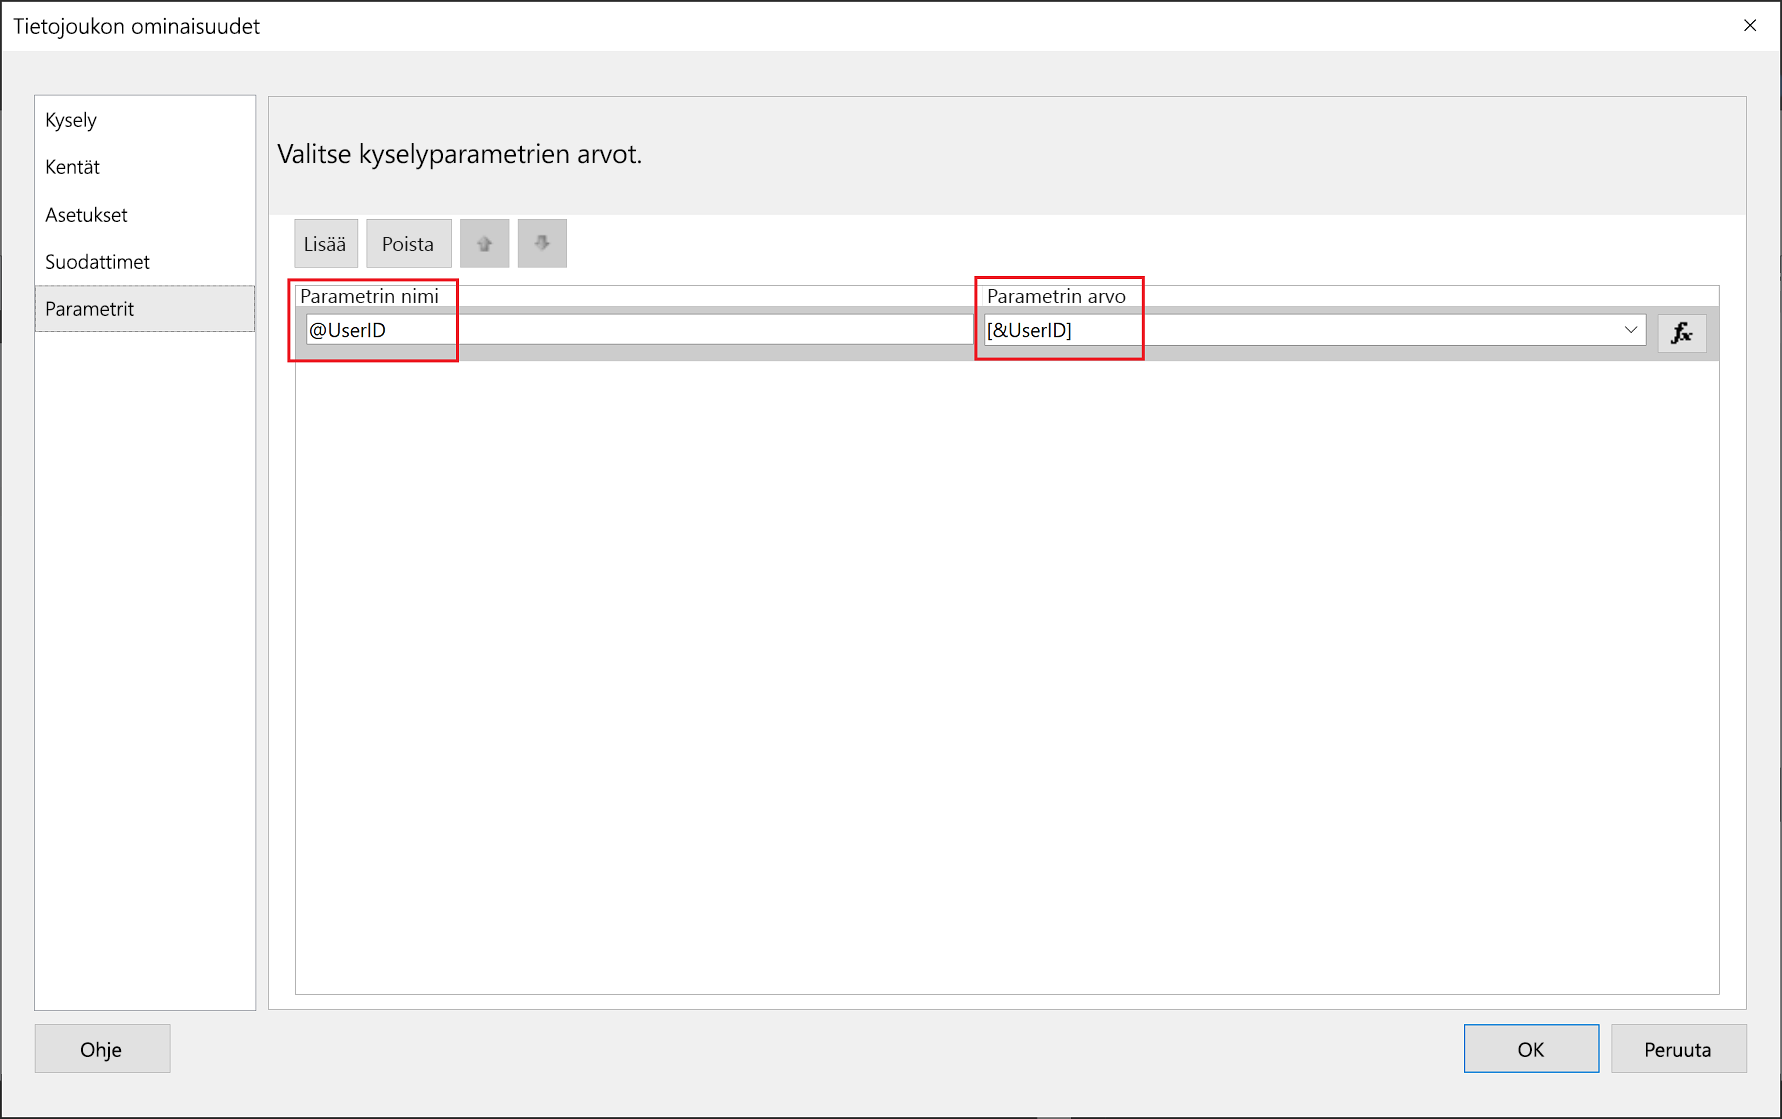 Tietojoukon ominaisuudet
Kysely
Kentät
Asetukset
Suodattimet
Parametrit
Valitse kyselyparametrien arvot.
Lisää
Poista
Parametrin nimi
Parametrin arvo
@UserID
[&UserID]
fx
Ohje
OK
Peruuta